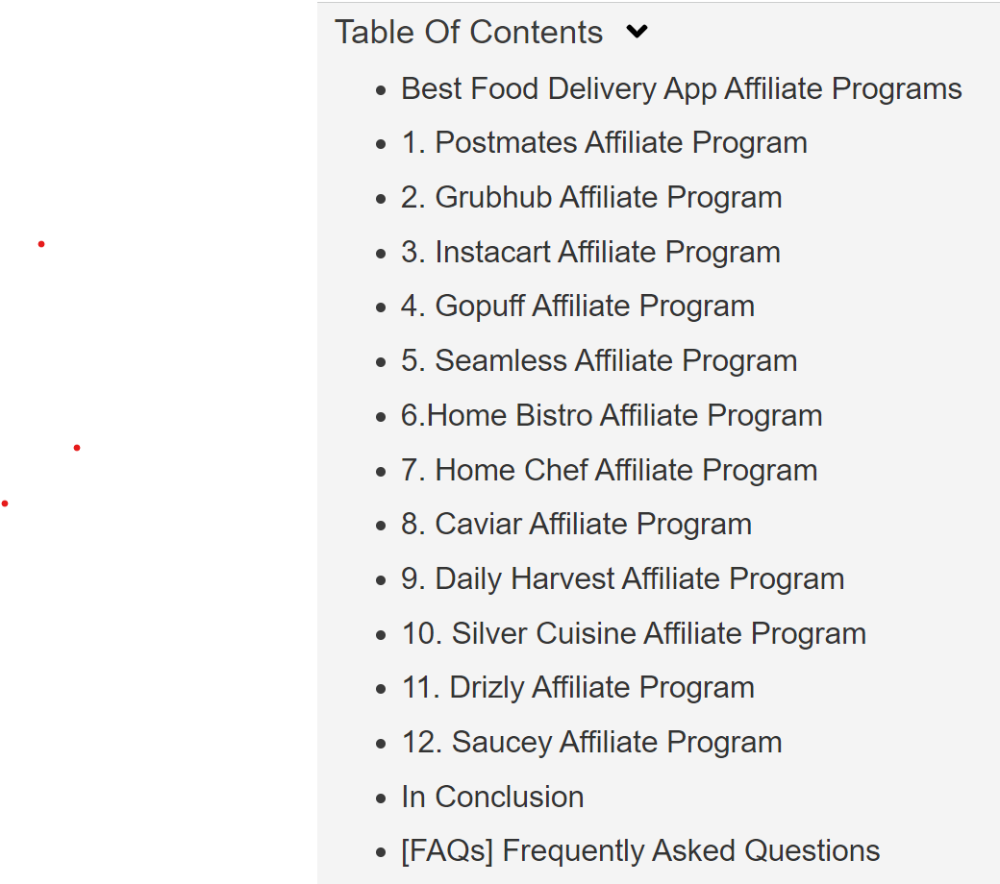 Table Of Contents
Best Food Delivery App Affiliate Programs
1. Postmates Affiliate Program
2. Grubhub Affiliate Program
3. Instacart Affiliate Program
4. Gopuff Affiliate Program
5. Seamless Affiliate Program
6.Home Bistro Affiliate Program
7. Home Chef Affiliate Program
8. Caviar Affiliate Program
9. Daily Harvest Affiliate Program
10. Silver Cuisine Affiliate Program
11. Drizly Affiliate Program
12. Saucey Affiliate Program
In Conclusion
[FAQs] Frequently Asked Questions